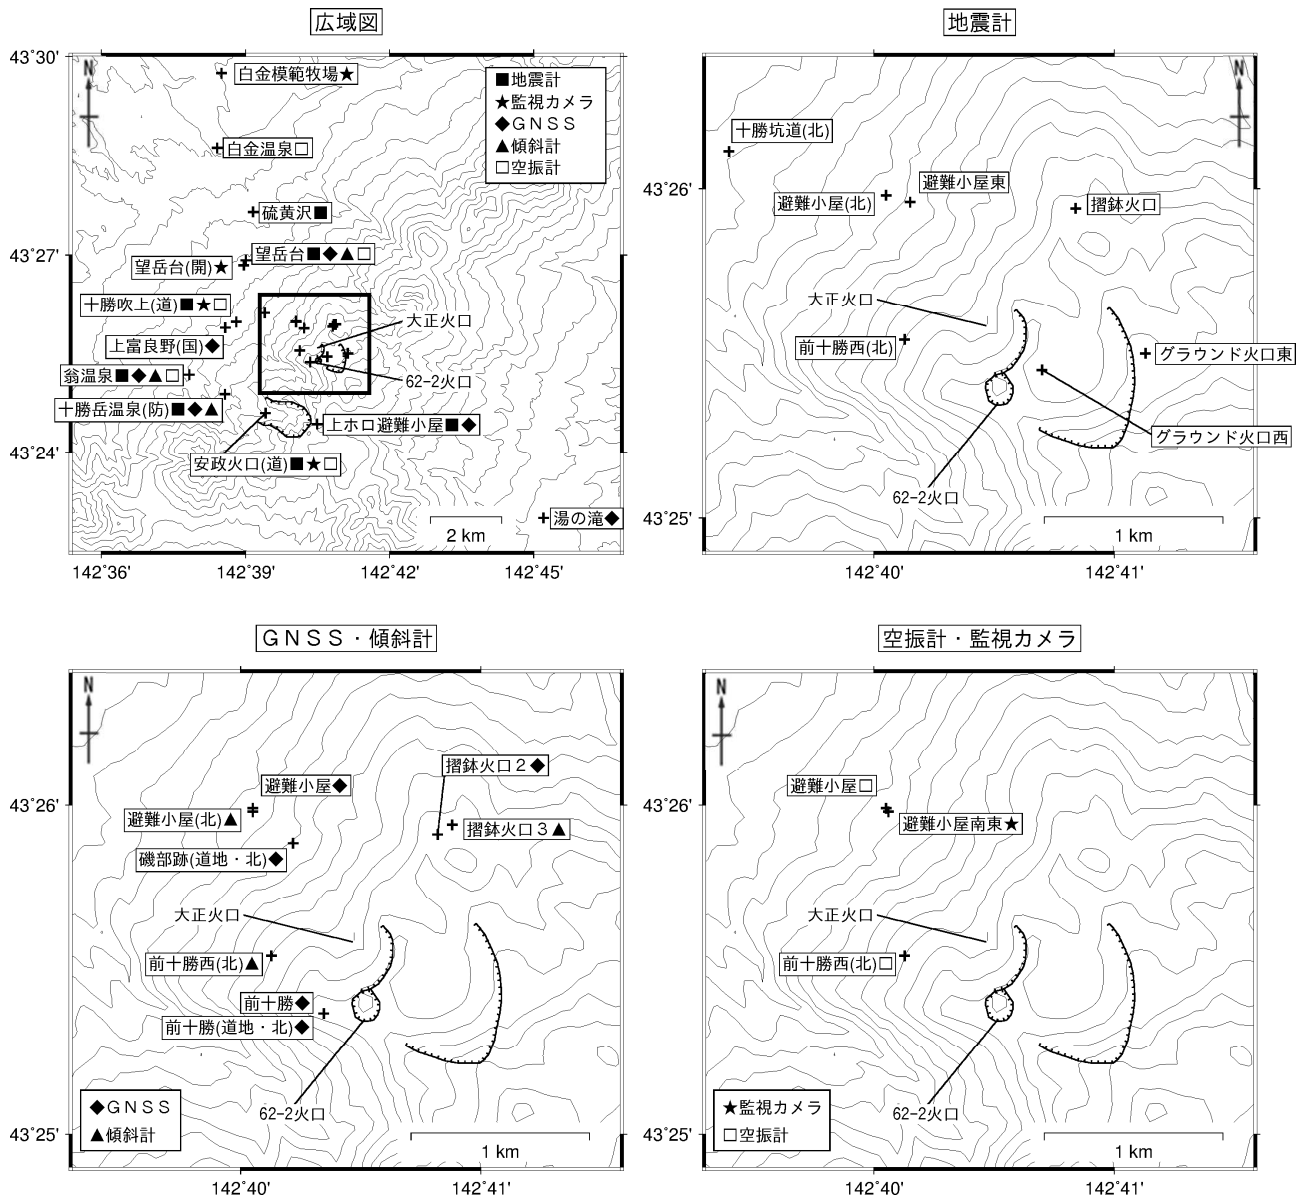 広域図
43°30'
43°27'
43°24'
N
白金模範牧場★
■地震計
★監視カメラ
◆ＧＮＳＳ
▲傾斜計
□空振計
白金温泉□
硫黄沢■
望岳台■◆▲□
望岳台(開)★
十勝吹上(道)■★□
大正火口
上富良野(国)◆
翁温泉■◆▲□
62-2火口
十勝岳温泉(防)■◆▲
上ホロ避難小屋■◆
安政火口(道)■★□
湯の滝◆
2 km
142°36'
142°39'
142°42'
142°45'
地震計
N
十勝坑道(北)
43°26'
避難小屋東
避難小屋(北)
摺鉢火口
大正火口
前十勝西(北)
グラウンド火口東
グラウンド火口西
62-2火口
43°25'
1 km
142°40'
142°41'
ＧＮＳＳ・傾斜計
N
摺鉢火口２◆
避難小屋◆
43°26'
避難小屋(北)▲
摺鉢火口３▲
磯部跡(道地・北)◆
大正火口
前十勝西(北)▲
前十勝◆
前十勝(道地・北)◆
62-2火口
◆ＧＮＳＳ
▲傾斜計
43°25'
1 km
142°40'
142°41'
空振計・監視カメラ
N
避難小屋□
43°26'
避難小屋南東★
大正火口
前十勝西(北)□
62-2火口
★監視カメラ
□空振計
43°25'
1 km
142°40'
142°41'